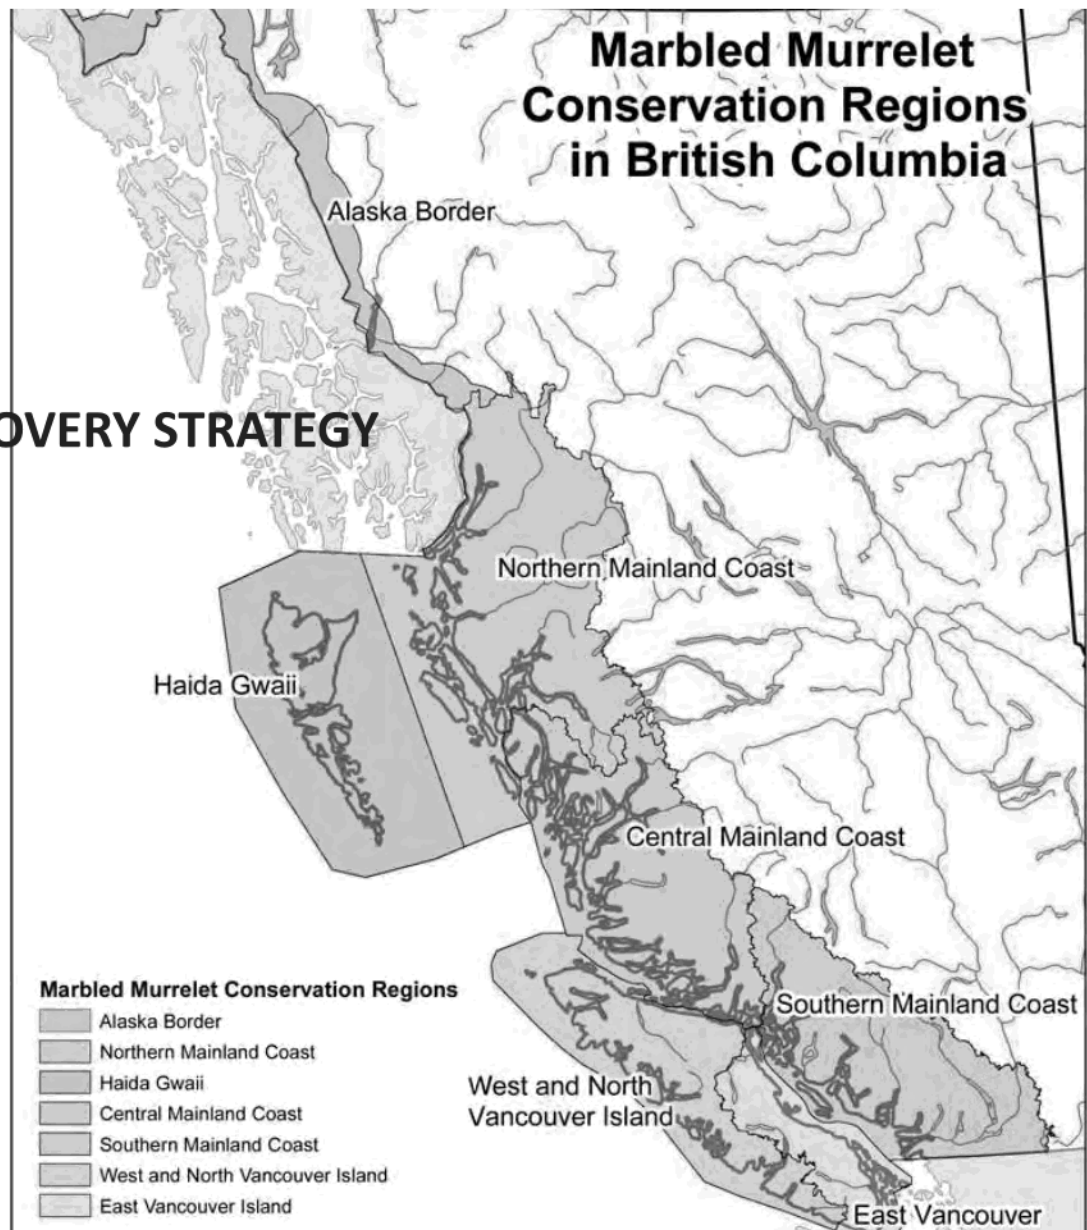 Marbled Murrelet
Conservation Regions
in British Columbia
Alaska Border
OVERY STRATEGY
Northern Mainland Coast
Haida Gwaii
Central Mainland Coast
Southern Mainland Coast
West and North
Vancouver Island
East Vancouver
Marbled Murrelet Conservation Regions
Alaska Border
Northern Mainland Coast
Haida Gwaii
Central Mainland Coast
Southern Mainland Coast
West and North Vancouver Island
East Vancouver Island